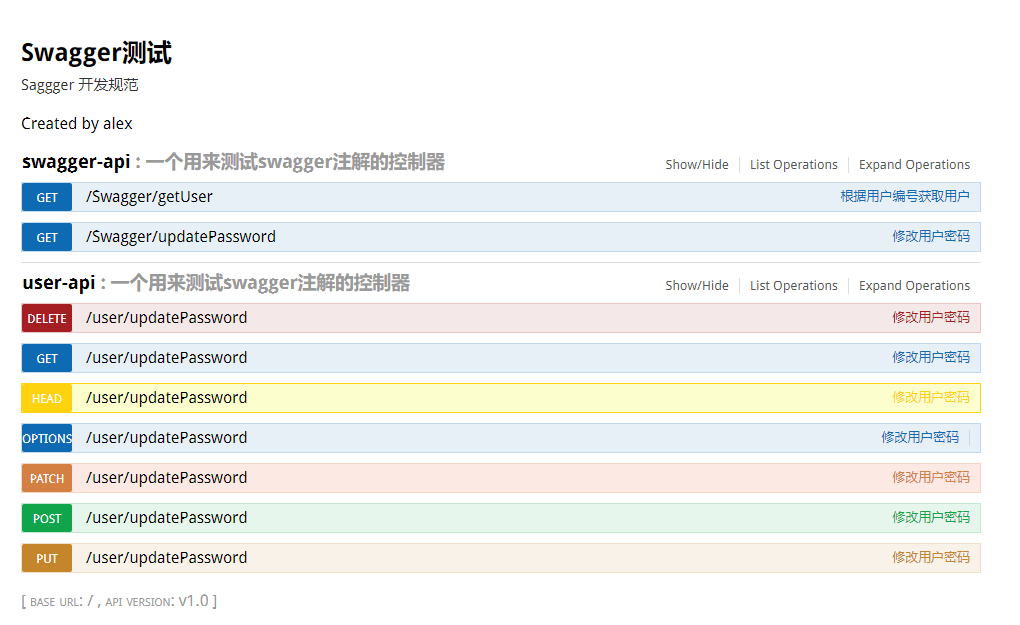 Swagger测试
Saggger 开发规范
Created by alex
swagger-api : 一个用来测试swagger注解的控制器 Show/Hide List Operations Expand Operations
GET /Swagger/getUser 根据用户编号获取用户
GET /Swagger/updatePassword 修改用户密码
user-api : 一个用来测试swagger注解的控制器 Show/Hide List Operations Expand Operations
DELETE /user/updatePassword 修改用户密码
GET /user/updatePassword 修改用户密码
HEAD /user/updatePassword 修改用户密码
OPTIONS /user/updatePassword 修改用户密码
PATCH /user/updatePassword 修改用户密码
POST /user/updatePassword 修改用户密码
PUT /user/updatePassword 修改用户密码
[ BASE URL: / , API VERSION: v1.0 ]